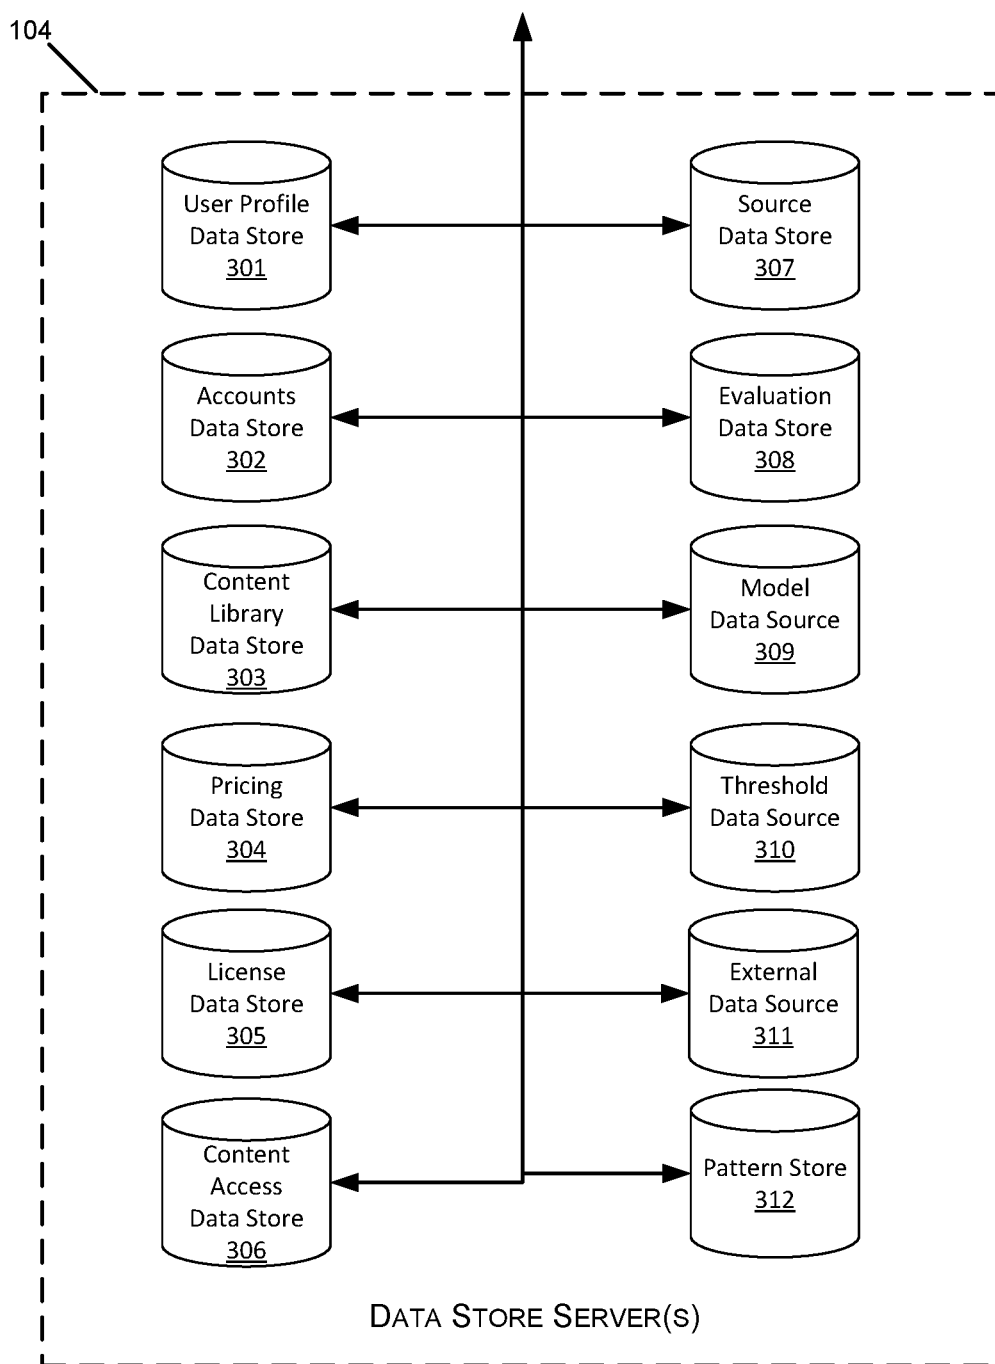 104
User Profile
Data Store
301
Source
Data Store
307
Accounts
Data Store
302
Evaluation
Data Store
308
Content
Library
Data Store
303
Model
Data Source
309
Pricing
Data Store
304
Threshold
Data Source
310
License
Data Store
305
External
Data Source
311
Content
Access
Data Store
306
Pattern Store
312
DATA STORE SERVER(S)